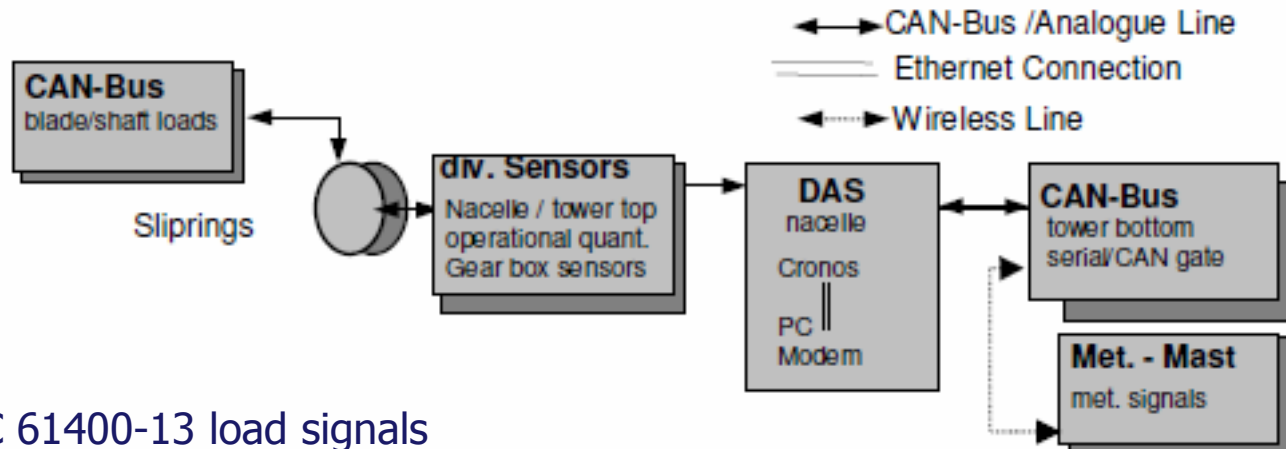 CAN-Bus /Analogue Line
Ethernet Connection
Wireless Line
CAN-Bus
blade/shaft loads
Sliprings
div. Sensors
Nacelle / tower top
operational quant.
Gear box sensors
DAS
nacelle
Cronos
PC
Modem
CAN-Bus
tower bottom
serial/CAN gate
Met. - Mast
met. signals
61400-13 load signals